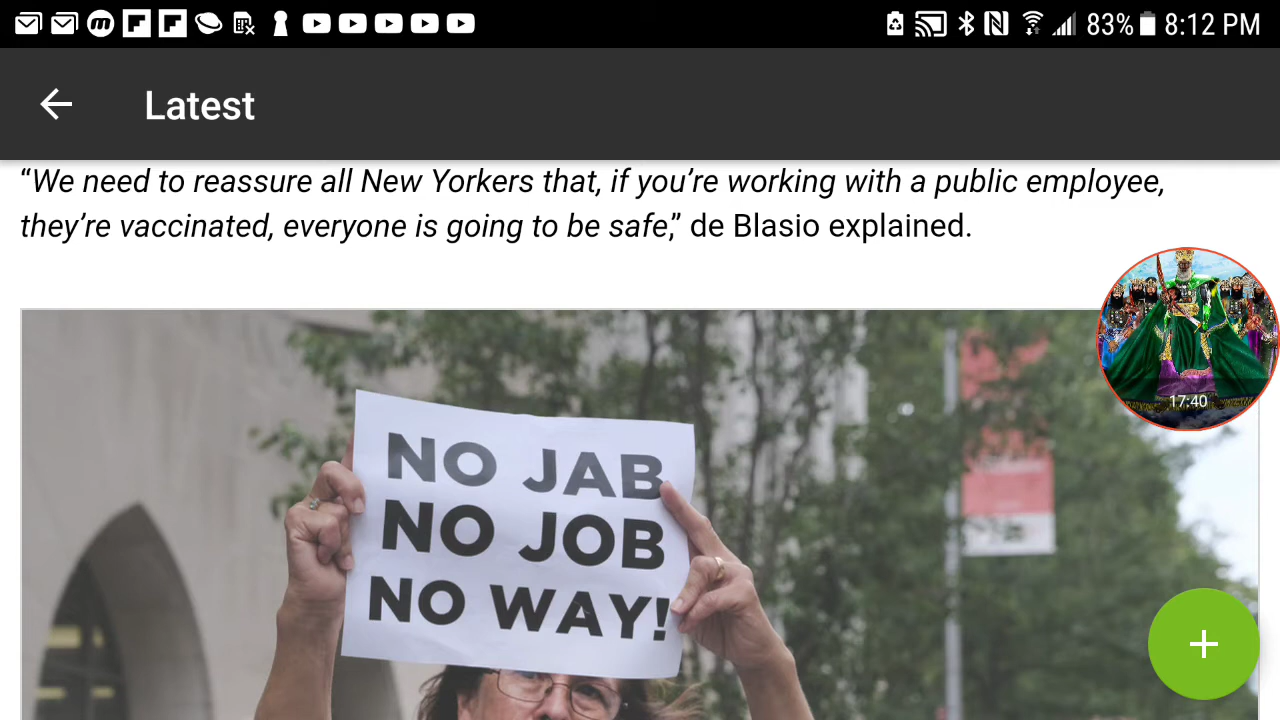 83% 8:12 PM
Latest
“We need to reassure all New Yorkers that, if you’re working with a public employee,
they’re vaccinated, everyone is going to be safe,” de Blasio explained.
17:40
NO JAB
NO JOB
NO WAY!